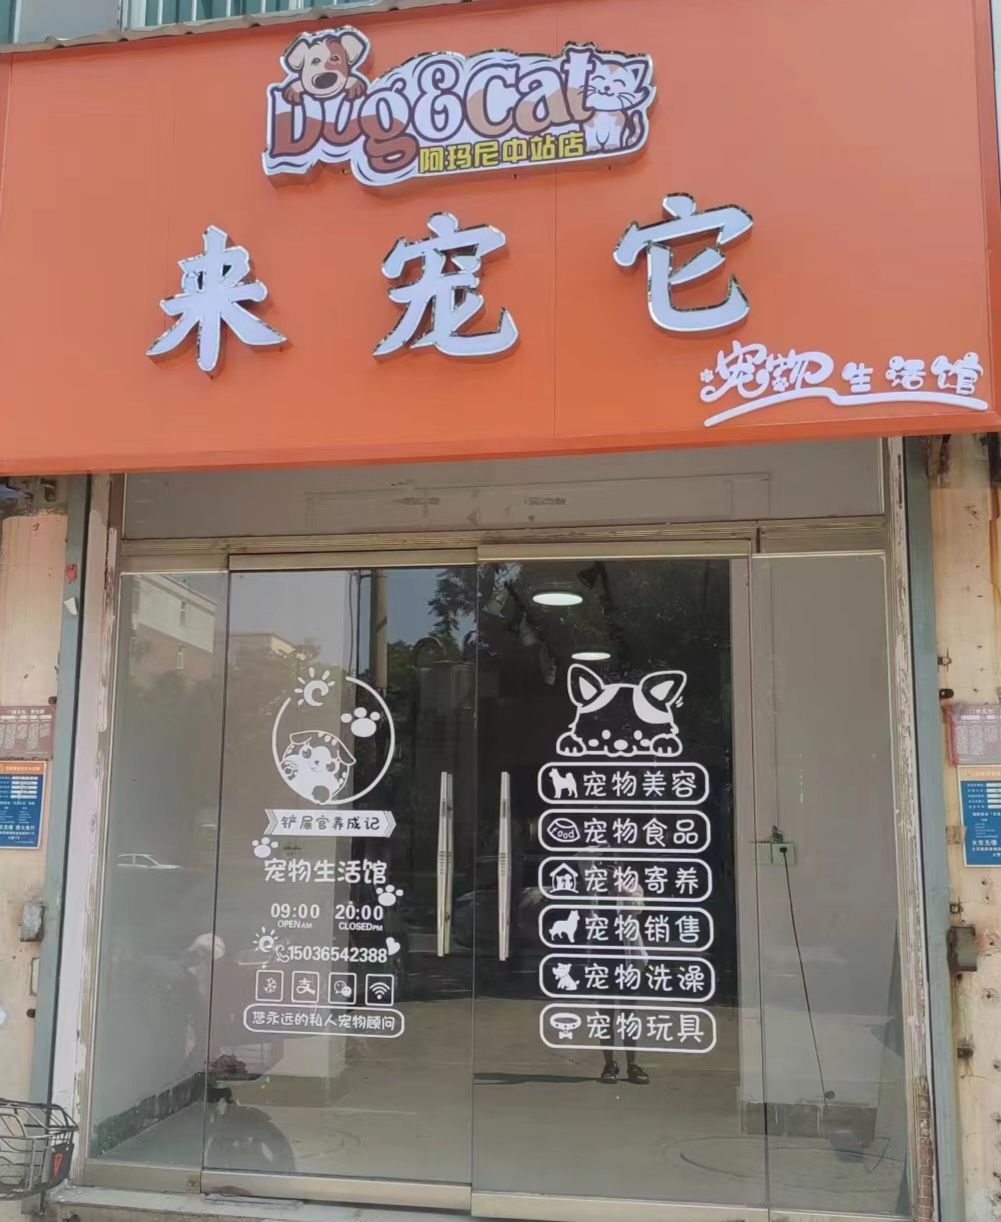 Dog&Cat
阿玛尼中站店
来宠它
宠物生活馆
铲屎官养成记
宠物生活馆
09:00 20:00
OPEN AM CLOSED PM
15036542388
支
您永远的私人宠物顾问
宠物美容
FOOD 宠物食品
宠物寄养
宠物销售
宠物洗澡
宠物玩具